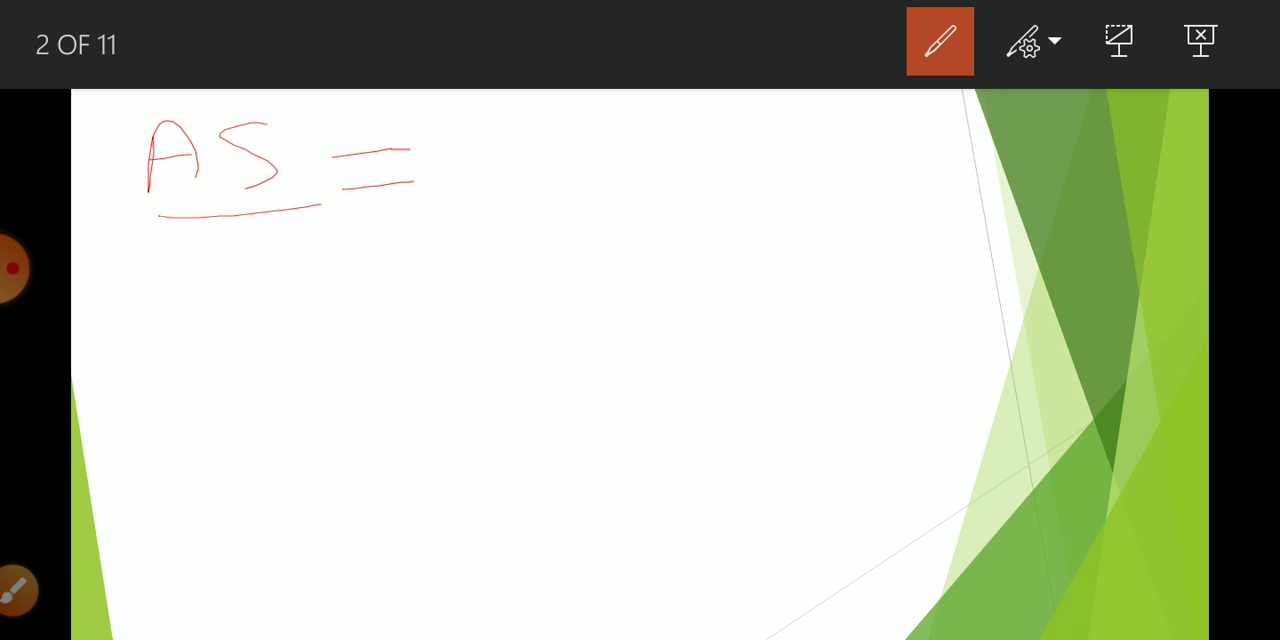 2 OF 11
AS =